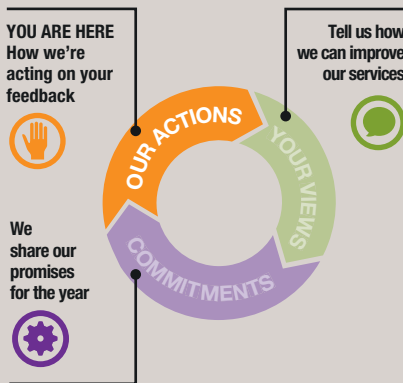 YOU ARE HERE
How we're
acting on your
feedback
Tell us how
we can improve
our services
OUR ACTIONS
YOUR VIEWS
COMMITMENTS
We
share our
promises
for the year